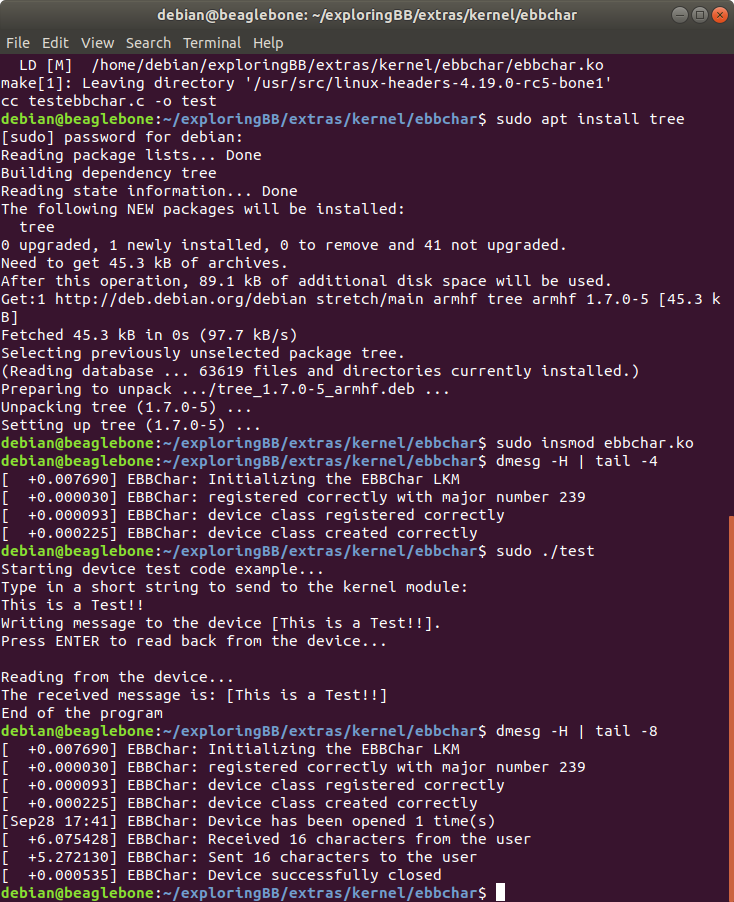 debian@beaglebone: ~/exploringBB/extras/kernel/ebbchar
File Edit View Search Terminal Help
  LD [M]  /home/debian/exploringBB/extras/kernel/ebbchar/ebbchar.ko
make[1]: Leaving directory '/usr/src/linux-headers-4.19.0-rc5-bone1'
cc testebbchar.c -o test
debian@beaglebone:~/exploringBB/extras/kernel/ebbchar$ sudo apt install tree
[sudo] password for debian:
Reading package lists... Done
Building dependency tree
Reading state information... Done
The following NEW packages will be installed:
  tree
0 upgraded, 1 newly installed, 0 to remove and 41 not upgraded.
Need to get 45.3 kB of archives.
After this operation, 89.1 kB of additional disk space will be used.
Get:1 http://deb.debian.org/debian stretch/main armhf tree armhf 1.7.0-5 [45.3 k
B]
Fetched 45.3 kB in 0s (97.7 kB/s)
Selecting previously unselected package tree.
(Reading database ... 63619 files and directories currently installed.)
Preparing to unpack .../tree_1.7.0-5_armhf.deb ...
Unpacking tree (1.7.0-5) ...
Setting up tree (1.7.0-5) ...
debian@beaglebone:~/exploringBB/extras/kernel/ebbchar$ sudo insmod ebbchar.ko
debian@beaglebone:~/exploringBB/extras/kernel/ebbchar$ dmesg -H | tail -4
[  +0.007690] EBBChar: Initializing the EBBChar LKM
[  +0.000030] EBBChar: registered correctly with major number 239
[  +0.000093] EBBChar: device class registered correctly
[  +0.000225] EBBChar: device class created correctly
debian@beaglebone:~/exploringBB/extras/kernel/ebbchar$ sudo ./test
Starting device test code example...
Type in a short string to send to the kernel module:
This is a Test!!
Writing message to the device [This is a Test!!].
Press ENTER to read back from the device...

Reading from the device...
The received message is: [This is a Test!!]
End of the program
debian@beaglebone:~/exploringBB/extras/kernel/ebbchar$ dmesg -H | tail -8
[  +0.007690] EBBChar: Initializing the EBBChar LKM
[  +0.000030] EBBChar: registered correctly with major number 239
[  +0.000093] EBBChar: device class registered correctly
[  +0.000225] EBBChar: device class created correctly
[Sep28 17:41] EBBChar: Device has been opened 1 time(s)
[  +6.075428] EBBChar: Received 16 characters from the user
[  +5.272130] EBBChar: Sent 16 characters to the user
[  +0.000535] EBBChar: Device successfully closed
debian@beaglebone:~/exploringBB/extras/kernel/ebbchar$